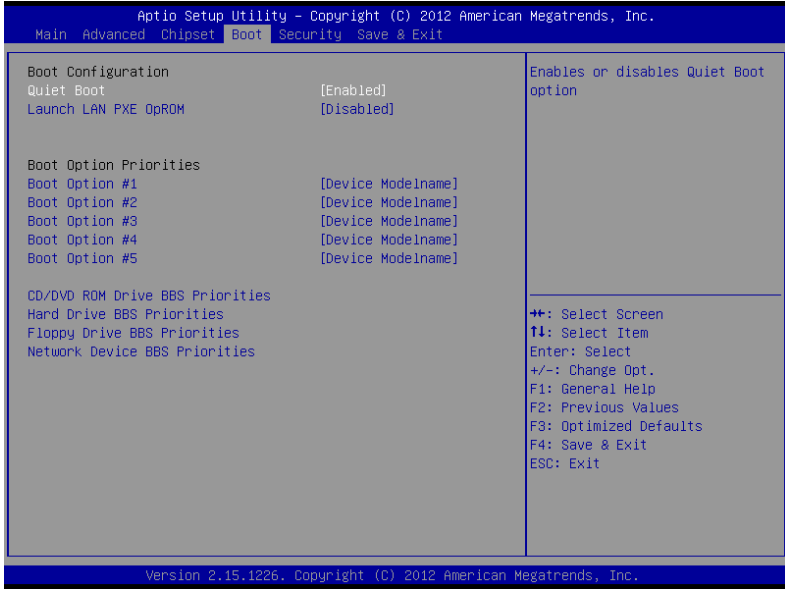 Aptio Setup Utility – Copyright (C) 2012 American Megatrends, Inc.
Main Advanced Chipset Boot Security Save & Exit
Boot Configuration
Quiet Boot [Enabled]
Launch LAN PXE OpROM [Disabled]
Boot Option Priorities
Boot Option #1 [Device Modelname]
Boot Option #2 [Device Modelname]
Boot Option #3 [Device Modelname]
Boot Option #4 [Device Modelname]
Boot Option #5 [Device Modelname]
CD/DVD ROM Drive BBS Priorities
Hard Drive BBS Priorities
Floppy Drive BBS Priorities
Network Device BBS Priorities
Enables or disables Quiet Boot
option
→←: Select Screen
↑↓: Select Item
Enter: Select
+/-: Change Opt.
F1: General Help
F2: Previous Values
F3: Optimized Defaults
F4: Save & Exit
ESC: Exit
Version 2.15.1226. Copyright (C) 2012 American Megatrends, Inc.